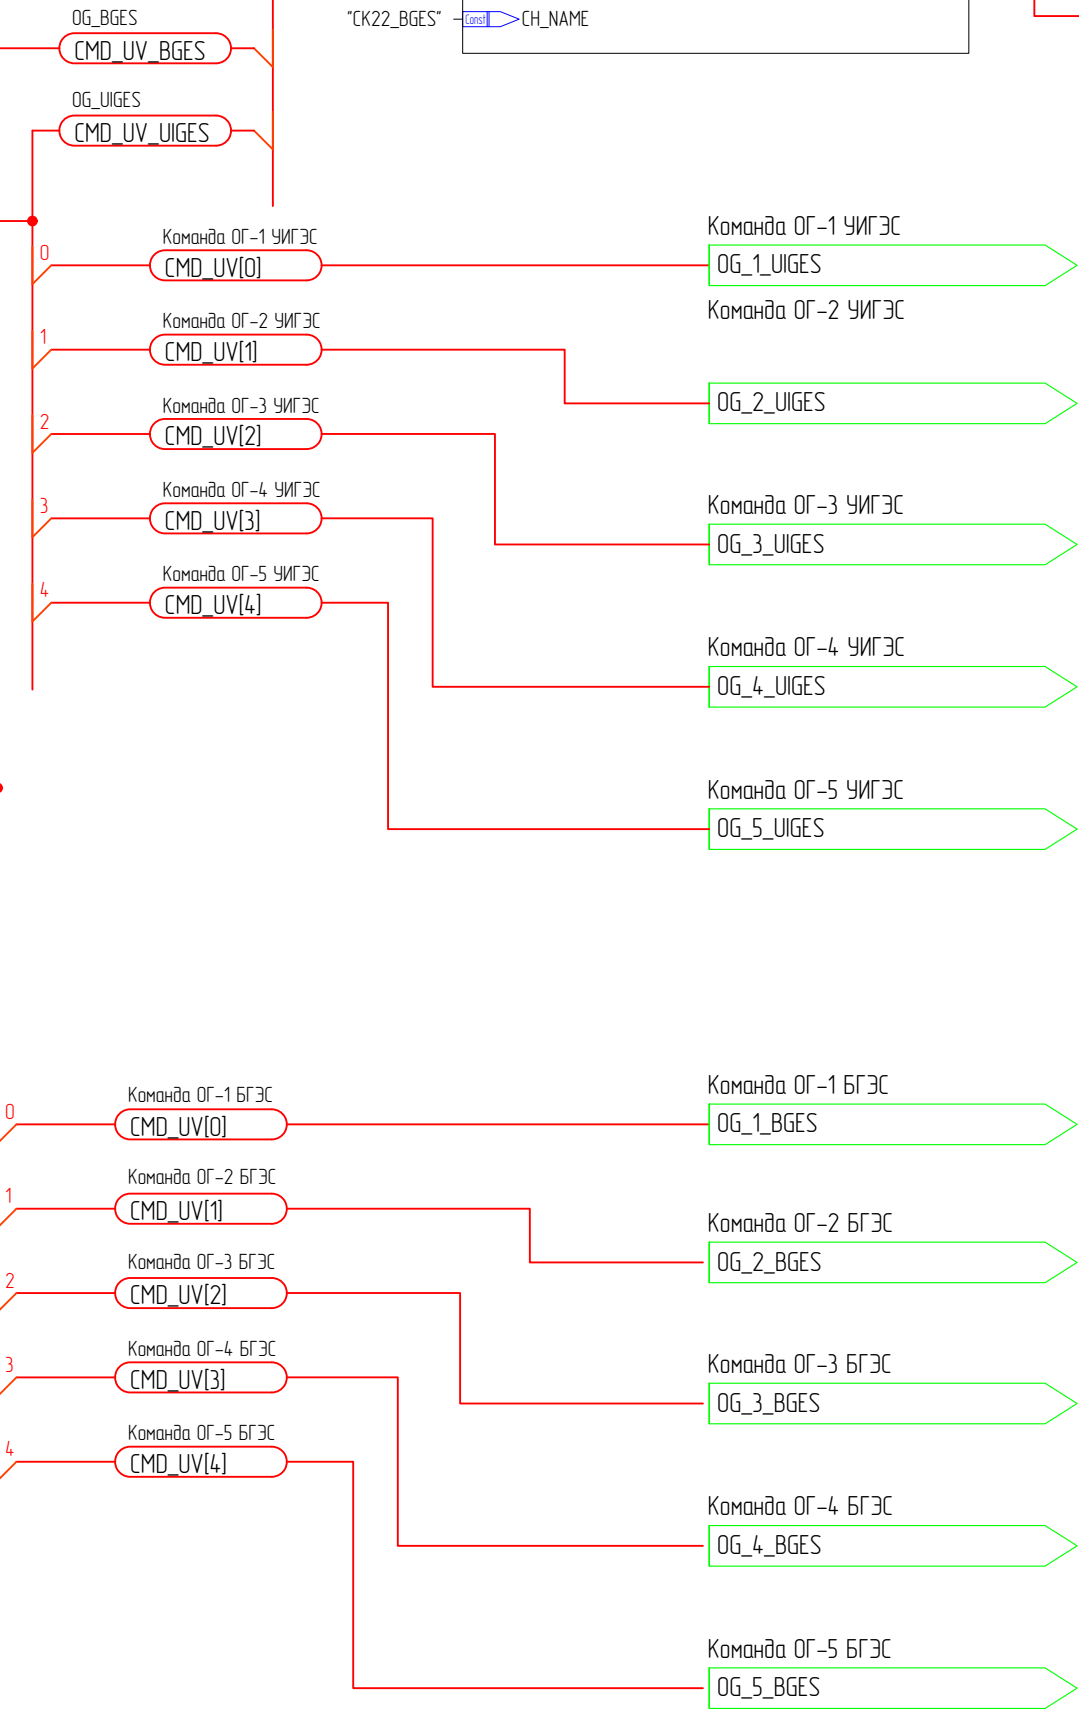 OG_BGES
CMD_UV_BGES
"CK22_BGES"
Const
CH_NAME
OG_UIGES
CMD_UV_UIGES
0
Команда ОГ-1 УИГЭС
CMD_UV[0]
Команда ОГ-1 УИГЭС
OG_1_UIGES
1
Команда ОГ-2 УИГЭС
CMD_UV[1]
Команда ОГ-2 УИГЭС
OG_2_UIGES
2
Команда ОГ-3 УИГЭС
CMD_UV[2]
Команда ОГ-3 УИГЭС
OG_3_UIGES
3
Команда ОГ-4 УИГЭС
CMD_UV[3]
Команда ОГ-4 УИГЭС
OG_4_UIGES
4
Команда ОГ-5 УИГЭС
CMD_UV[4]
Команда ОГ-5 УИГЭС
OG_5_UIGES
0
Команда ОГ-1 БГЭС
CMD_UV[0]
Команда ОГ-1 БГЭС
OG_1_BGES
1
Команда ОГ-2 БГЭС
CMD_UV[1]
Команда ОГ-2 БГЭС
OG_2_BGES
2
Команда ОГ-3 БГЭС
CMD_UV[2]
Команда ОГ-3 БГЭС
OG_3_BGES
3
Команда ОГ-4 БГЭС
CMD_UV[3]
Команда ОГ-4 БГЭС
OG_4_BGES
4
Команда ОГ-5 БГЭС
CMD_UV[4]
Команда ОГ-5 БГЭС
OG_5_BGES